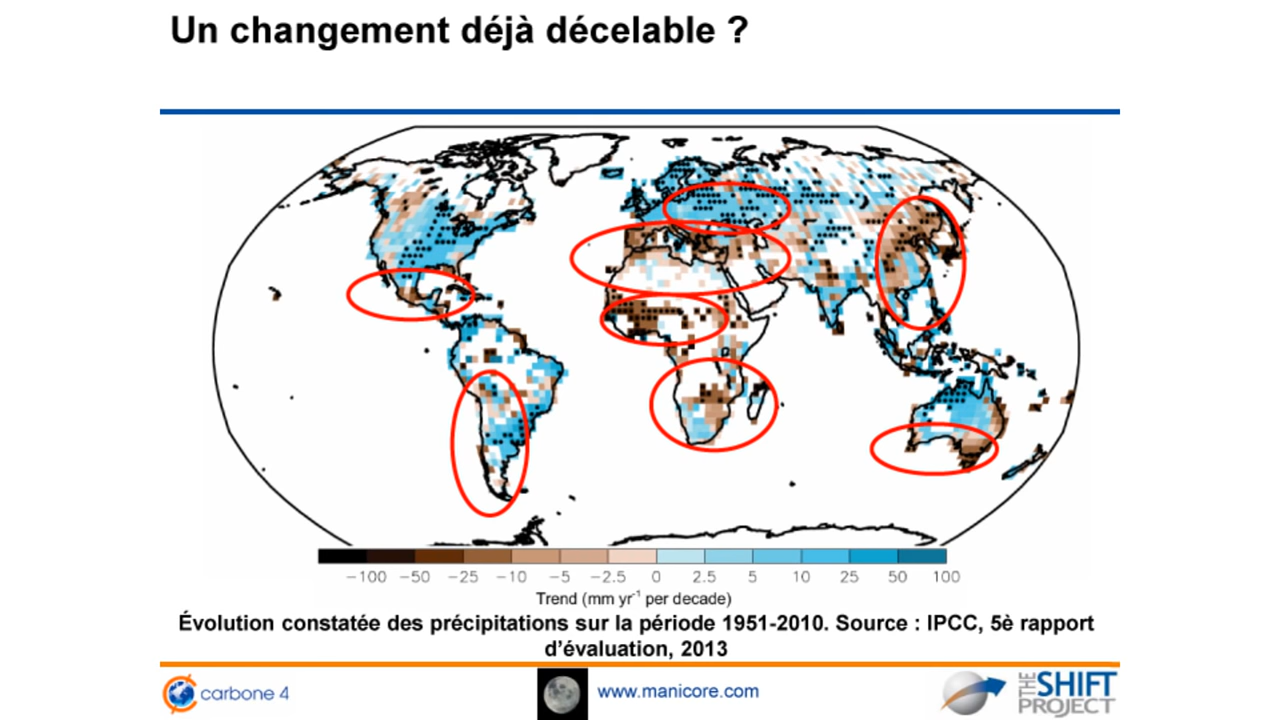 Un changement déjà décelable ?
−100 −50 −25 −10 −5 −2.5 0 2.5 5 10 25 50 100
Trend (mm yr⁻¹ per decade)
Évolution constatée des précipitations sur la période 1951-2010. Source : IPCC, 5è rapport
d’évaluation, 2013
carbone 4
www.manicore.com
THE SHIFT
PROJECT